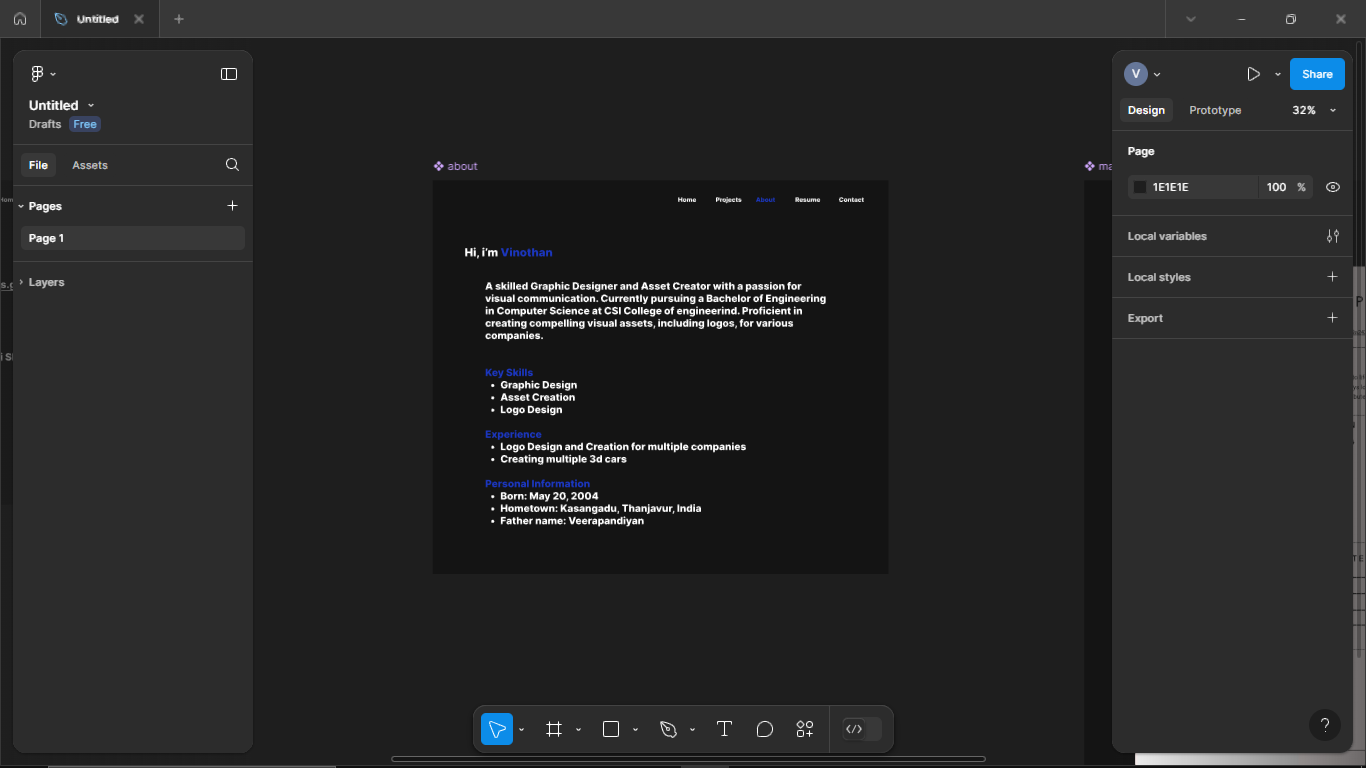 Untitled
Untitled
Drafts Free
File Assets
Pages
Page 1
Layers
about
Home Projects About Resume Contact
Hi, i'm Vinothan
A skilled Graphic Designer and Asset Creator with a passion for
visual communication. Currently pursuing a Bachelor of Engineering
in Computer Science at CSI College of engineerind. Proficient in
creating compelling visual assets, including logos, for various
companies.
Key Skills
• Graphic Design
• Asset Creation
• Logo Design
Experience
• Logo Design and Creation for multiple companies
• Creating multiple 3d cars
Personal Information
• Born: May 20, 2004
• Hometown: Kasangadu, Thanjavur, India
• Father name: Veerapandiyan
ma
V
Share
Design Prototype 32%
Page
1E1E1E 100 %
Local variables
Local styles
Export
?